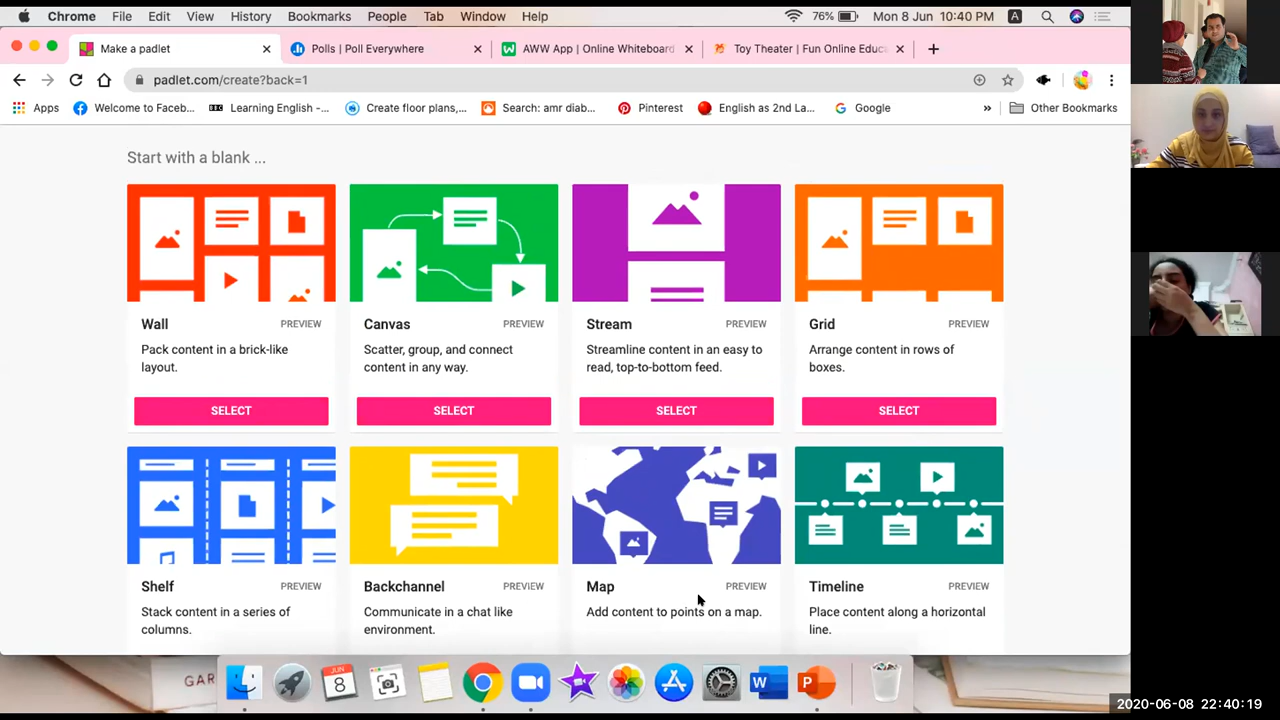 Chrome File Edit View History Bookmarks People Tab Window Help 76% Mon 8 Jun 10:40 PM A
Make a padlet
Polls | Poll Everywhere
AWW App | Online Whiteboard
Toy Theater | Fun Online Educ
padlet.com/create?back=1
Apps Welcome to Faceb... Learning English -... Create floor plans,... Search: amr diab... Pinterest English as 2nd La... Google » Other Bookmarks
Start with a blank ...
Wall PREVIEW
Pack content in a brick-like
layout.
SELECT
Canvas PREVIEW
Scatter, group, and connect
content in any way.
SELECT
Stream PREVIEW
Streamline content in an easy to
read, top-to-bottom feed.
SELECT
Grid PREVIEW
Arrange content in rows of
boxes.
SELECT
Shelf PREVIEW
Stack content in a series of
columns.
Backchannel PREVIEW
Communicate in a chat like
environment.
Map PREVIEW
Add content to points on a map.
Timeline PREVIEW
Place content along a horizontal
line.
GAR
JUN
8
W
P
2020-06-08 22:40:19